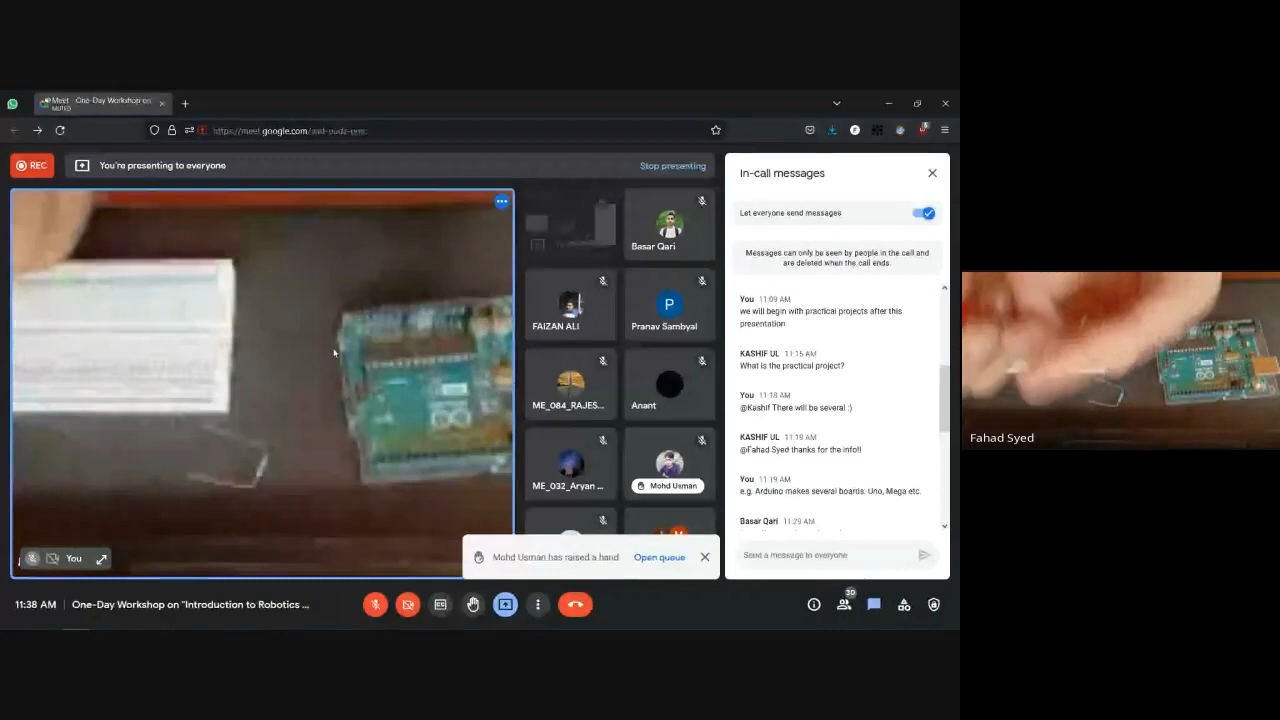 Meet - One-Day Workshop on
MUTED
REC
You're presenting to everyone
Stop presenting
You
Basar Qari
FAIZAN ALI
P
Pranav Sambyal
ME_084_RAJES...
Anant
ME_032_Aryan ...
Mohd Usman
Mohd Usman has raised a hand
Open queue
In-call messages
Let everyone send messages
Messages can only be seen by people in the call and
are deleted when the call ends.
You 11:09 AM
we will begin with practical projects after this
presentation
KASHIF UL 11:15 AM
What is the practical project?
You 11:18 AM
@Kashif There will be several :)
KASHIF UL 11:19 AM
@Fahad Syed thanks for the info!!
You 11:19 AM
e.g. Arduino makes several boards: Uno, Mega etc.
Basar Qari 11:29 AM
Send a message to everyone
11:38 AM | One-Day Workshop on "Introduction to Robotics ...
30
Fahad Syed